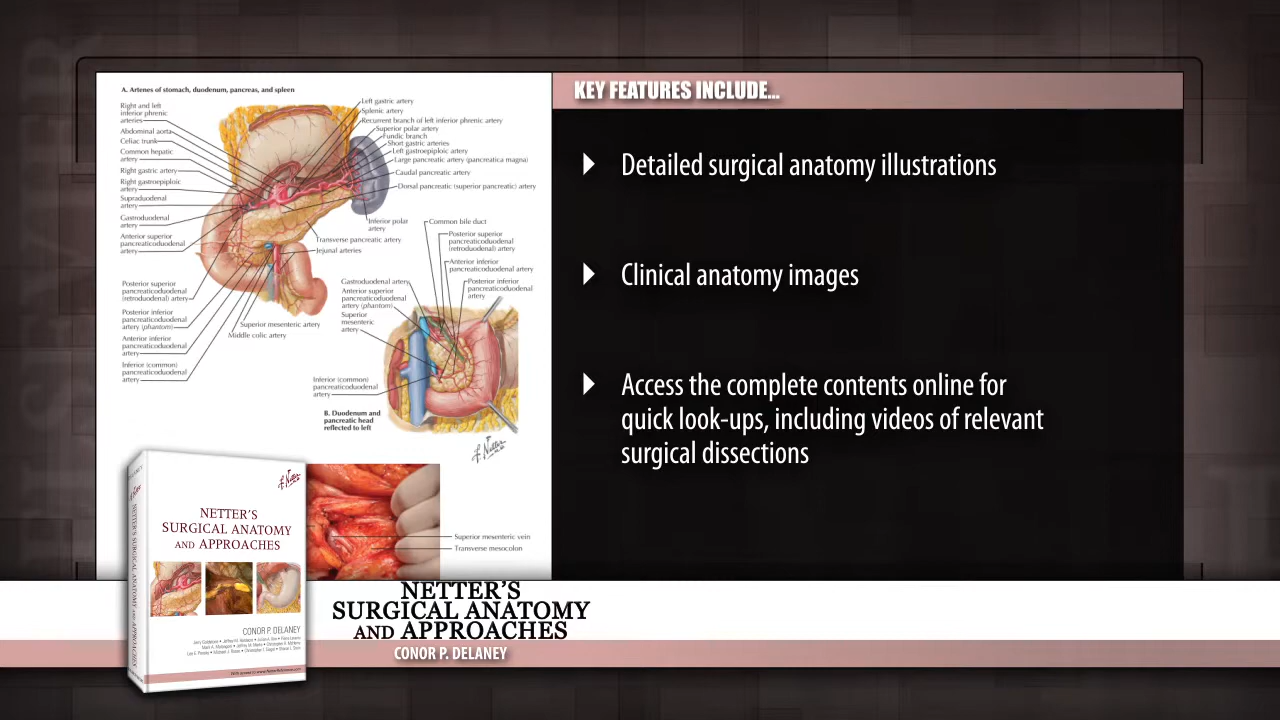 A. Arteries of stomach, duodenum, pancreas, and spleen
Right and left
inferior phrenic
arteries
Abdominal aorta
Celiac trunk
Common hepatic
artery
Right gastric artery
Right gastroepiploic
artery
Supraduodenal
artery
Gastroduodenal
artery
Anterior superior
pancreaticoduodenal
artery
Posterior superior
pancreaticoduodenal
(retroduodenal) artery
Posterior inferior
pancreaticoduodenal
artery (phantom)
Anterior inferior
pancreaticoduodenal
artery
Inferior (common)
pancreaticoduodenal
artery
Left gastric artery
Splenic artery
Recurrent branch of left inferior phrenic artery
Superior polar artery
Fundic branch
Short gastric arteries
Left gastroepiploic artery
Large pancreatic artery (pancreatica magna)
Caudal pancreatic artery
Dorsal pancreatic (superior pancreatic) artery
Inferior polar
artery
Transverse pancreatic artery
Jejunal arteries
Superior mesenteric artery
Middle colic artery
Common bile duct
Posterior superior
pancreaticoduodenal
(retroduodenal) artery
Anterior inferior
pancreaticoduodenal artery
Posterior inferior
pancreaticoduodenal
artery
Gastroduodenal artery
Anterior superior
pancreaticoduodenal
artery (phantom)
Superior
mesenteric
artery
Inferior (common)
pancreaticoduodenal
artery
B. Duodenum and
pancreatic head
reflected to left
F. Netter
M.D.
Superior mesenteric vein
Transverse mesocolon
KEY FEATURES INCLUDE...
Detailed surgical anatomy illustrations
Clinical anatomy images
Access the complete contents online for
quick look-ups, including videos of relevant
surgical dissections
F. Netter
NETTER'S
SURGICAL ANATOMY
AND APPROACHES
CONOR P. DELANEY
NETTER'S SURGICAL ANATOMY AND APPROACHES
NETTER'S
SURGICAL ANATOMY
AND APPROACHES
CONOR P. DELANEY